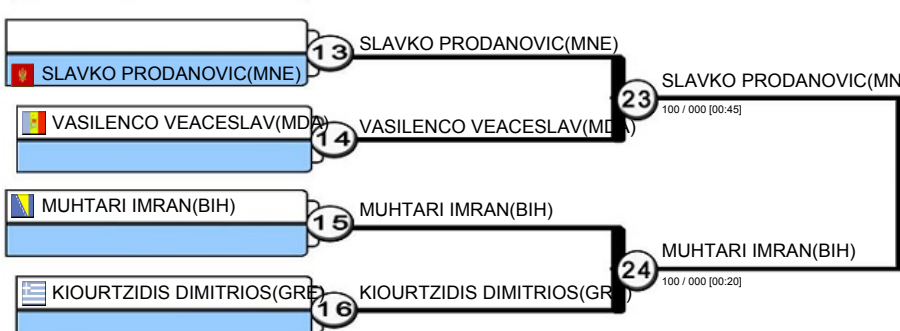 13
SLAVKO PRODANOVIC(MNE)
SLAVKO PRODANOVIC(MNE)
23
SLAVKO PRODANOVIC(MN
100 / 000 [00:45]
VASILENCO VEACESLAV(MDA)
14
VASILENCO VEACESLAV(MDA)
MUHTARI IMRAN(BIH)
15
MUHTARI IMRAN(BIH)
24
MUHTARI IMRAN(BIH)
100 / 000 [00:20]
KIOURTZIDIS DIMITRIOS(GRE)
16
KIOURTZIDIS DIMITRIOS(GRE)